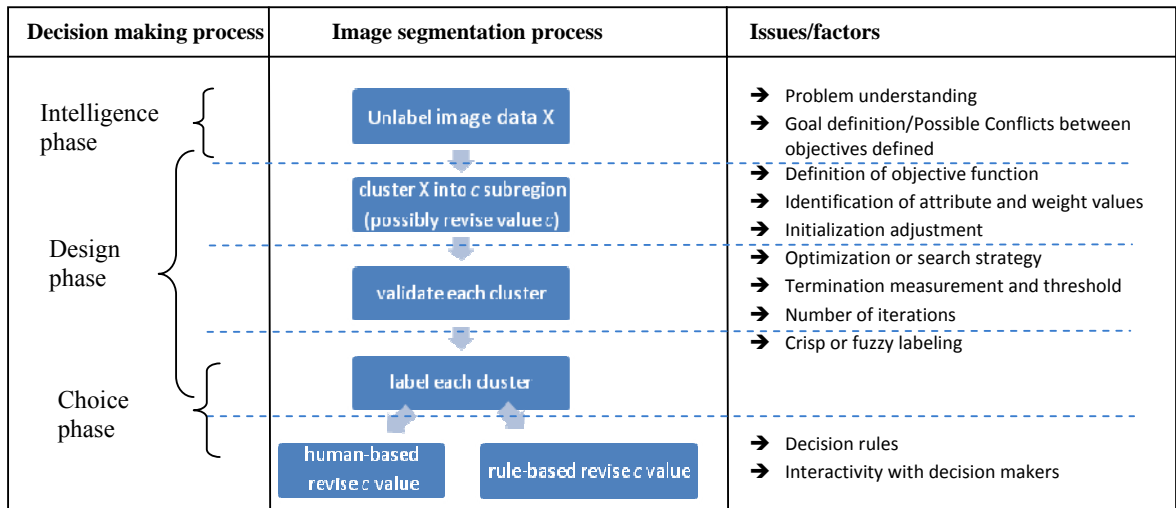 Decision making process
Image segmentation process
Issues/factors
Intelligence
phase
Design
phase
Choice
phase
Unlabel image data X
cluster X into c subregion
(possibly revise value c)
validate each cluster
label each cluster
human-based
revise c value
rule-based revise c value
➔ Problem understanding
➔ Goal definition/Possible Conflicts between
objectives defined
➔ Definition of objective function
➔ Identification of attribute and weight values
➔ Initialization adjustment
➔ Optimization or search strategy
➔ Termination measurement and threshold
➔ Number of iterrations
➔ Crisp or fuzzy labeling
➔ Decision rules
➔ Interactivity with decision makers